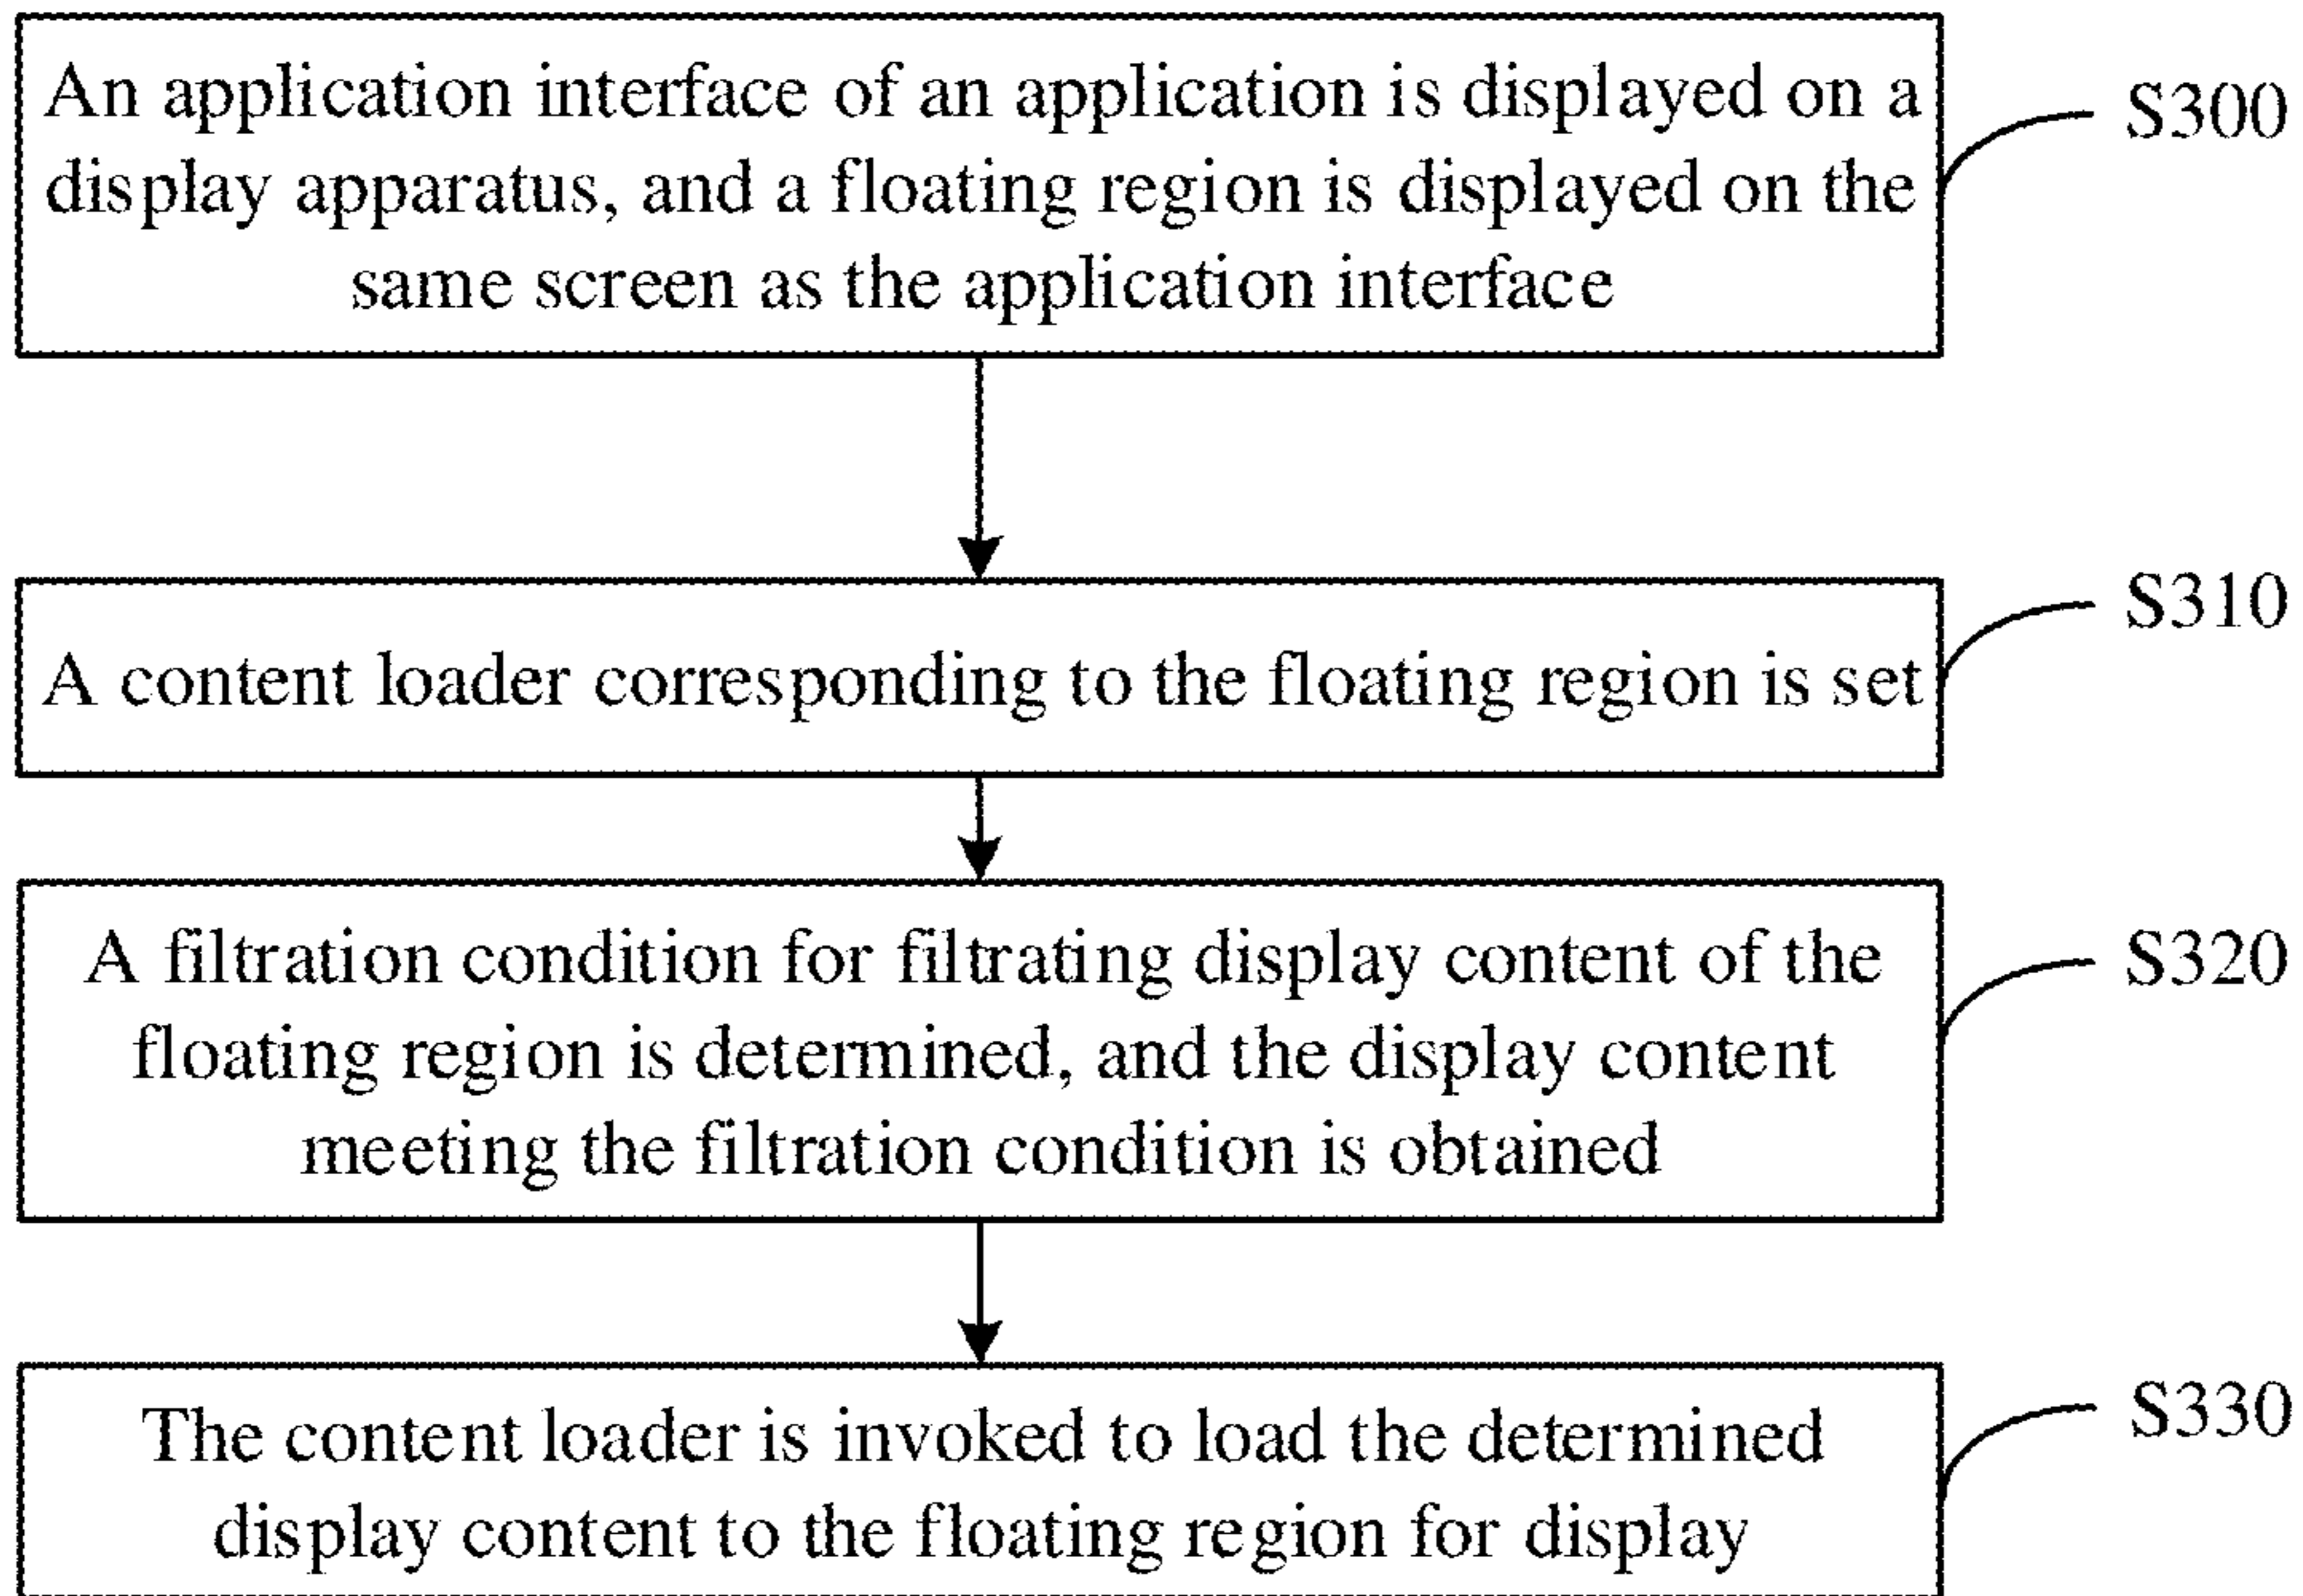 An application interface of an application is displayed on a
display apparatus, and a floating region is displayed on the
same screen as the application interface
S300
A content loader corresponding to the floating region is set
S310
A filtration condition for filtrating display content of the
floating region is determined, and the display content
meeting the filtration condition is obtained
S320
The content loader is invoked to load the determined
display content to the floating region for display
S330